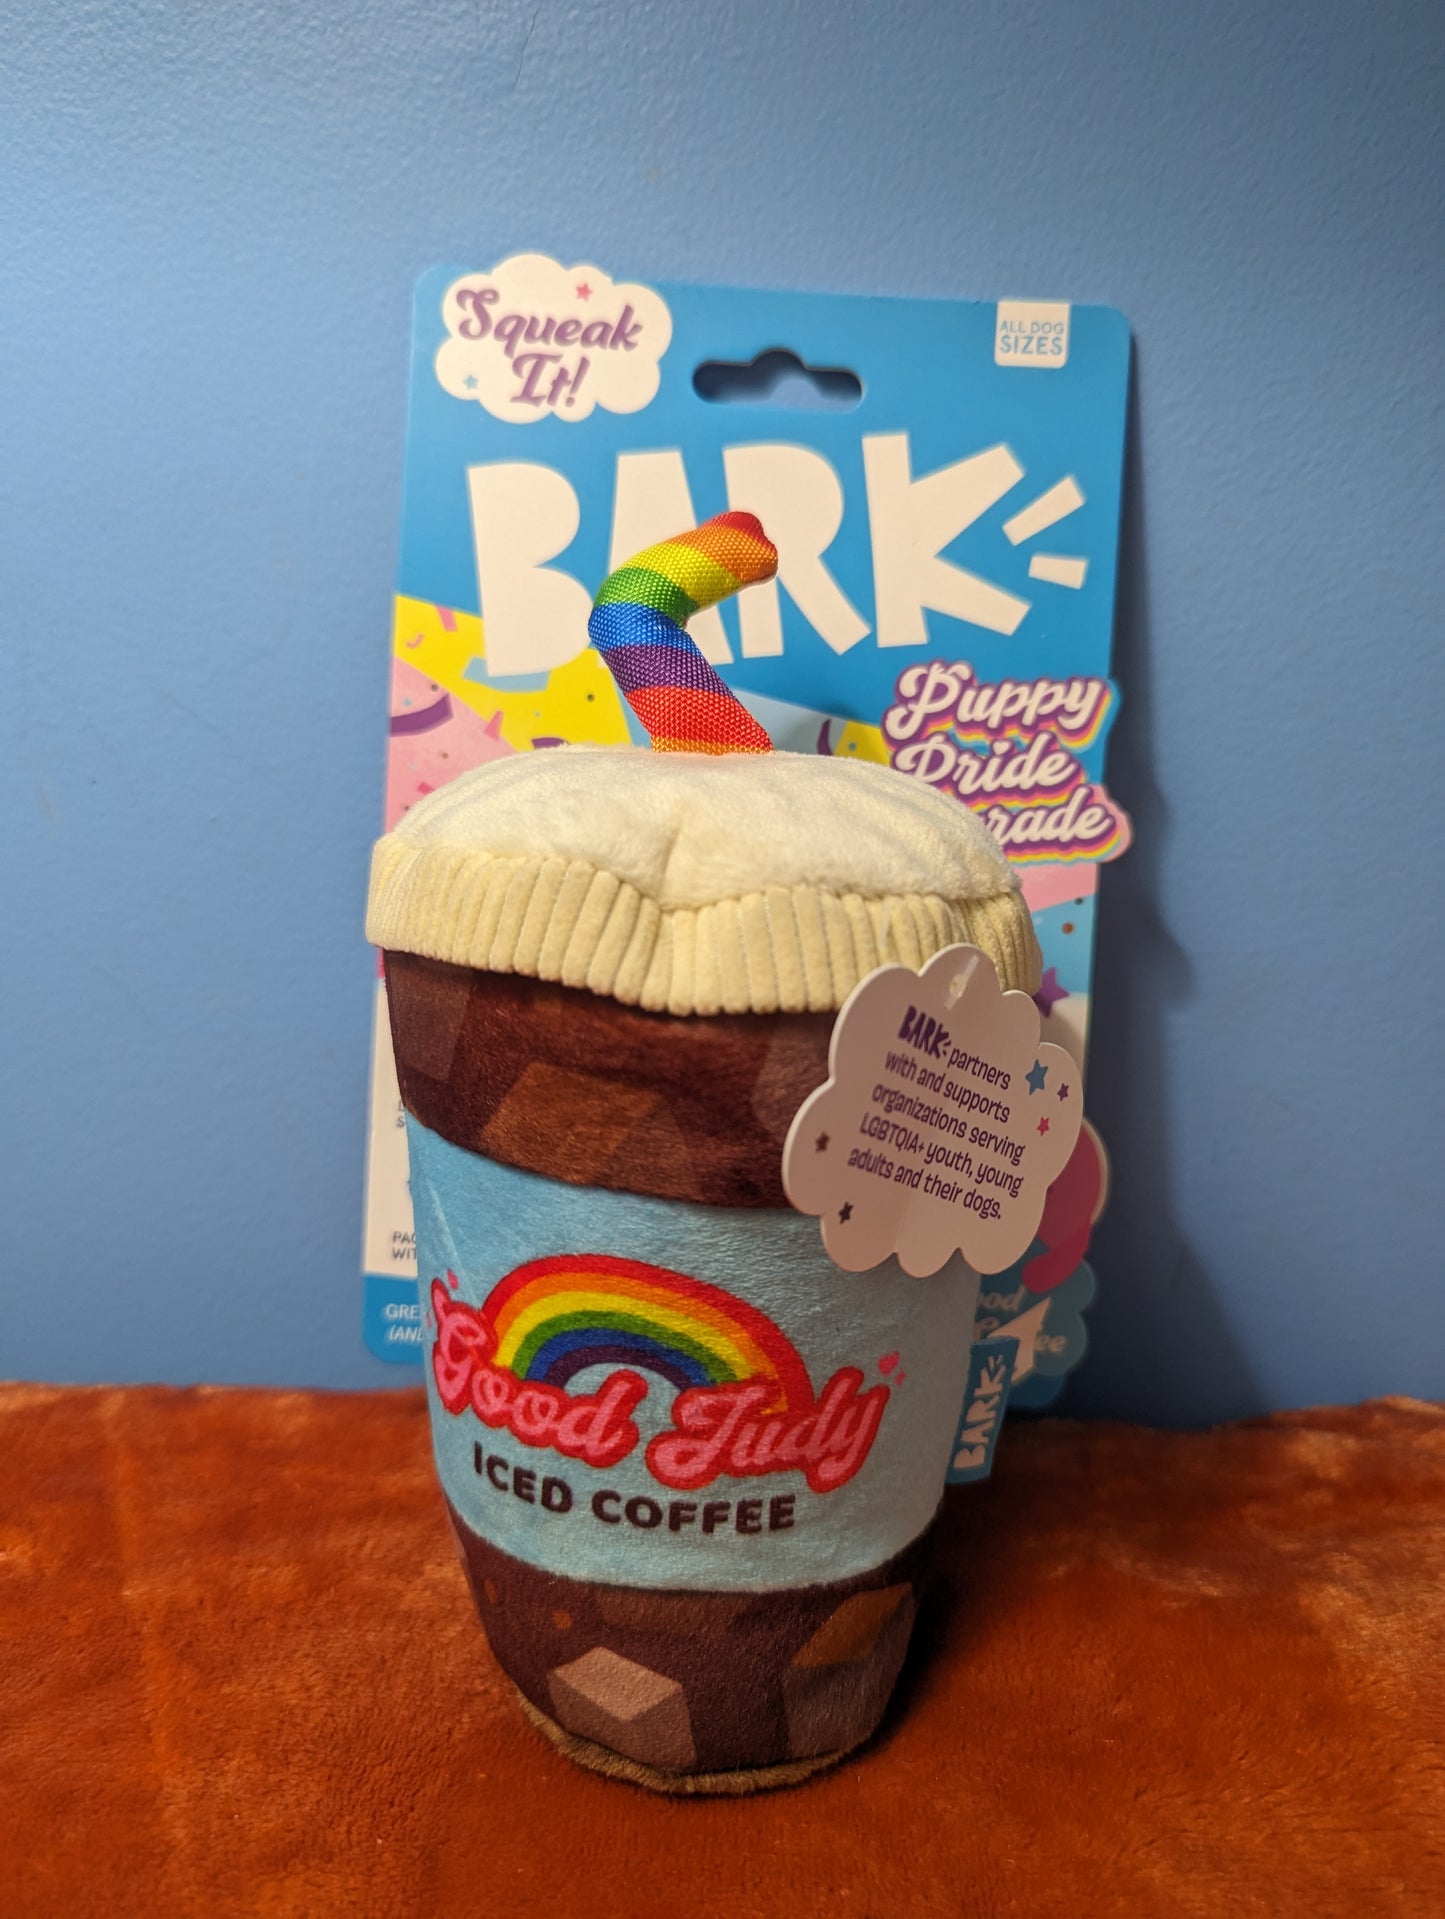 Squeak
It!
ALL DOG
SIZES
BARK
Puppy
Pride
BARK partners
with and supports
organizations serving
LGBTQIA+ youth, young
adults and their dogs.
Good Judy
ICED COFFEE
BARK